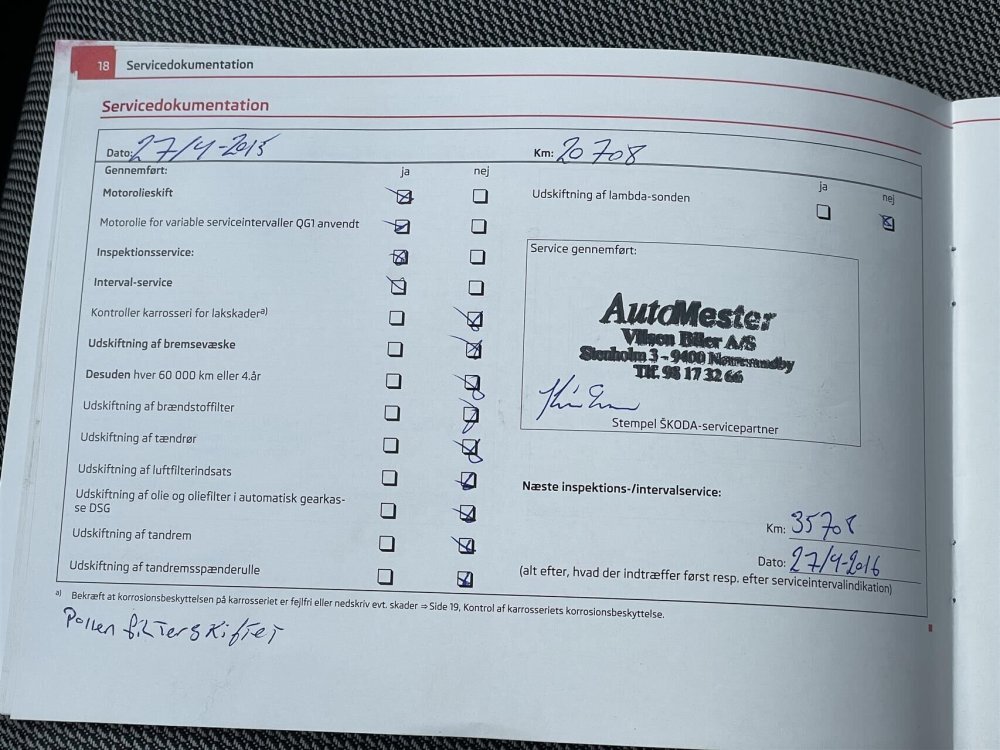 18 Servicedokumentation
Servicedokumentation
Dato: 27/4-2015
Km: 20708
Gennemført: ja nej
Motorolieskift
Motorolie for variable serviceintervaller QG1 anvendt
Inspektionsservice:
Interval-service
Kontroller karrosseri for lakskader a)
Udskiftning af bremsevæske
Desuden hver 60 000 km eller 4.år
Udskiftning af brændstoffilter
Udskiftning af tændrør
Udskiftning af luftfilterindsats
Udskiftning af olie og oliefilter i automatisk gearkas-
se DSG
Udskiftning af tandrem
Udskiftning af tandremsspænderulle
ja nej
Udskiftning af lambda-sonden
Service gennemført:
AutoMester
Vilsen Biler A/S
Stenholm 3 - 9400 Nørresundby
Tlf. 98 17 32 66
Stempel ŠKODA-servicepartner
Næste inspektions-/intervalservice:
Km: 35708
Dato: 27/4-2016
(alt efter, hvad der indtræffer først resp. efter serviceintervalindikation)
a) Bekræft at korrosionsbeskyttelsen på karrosseriet er fejlfri eller nedskriv evt. skader ⇒ Side 19, Kontrol af karrosseriets korrosionsbeskyttelse.
Pollen filter skiftet